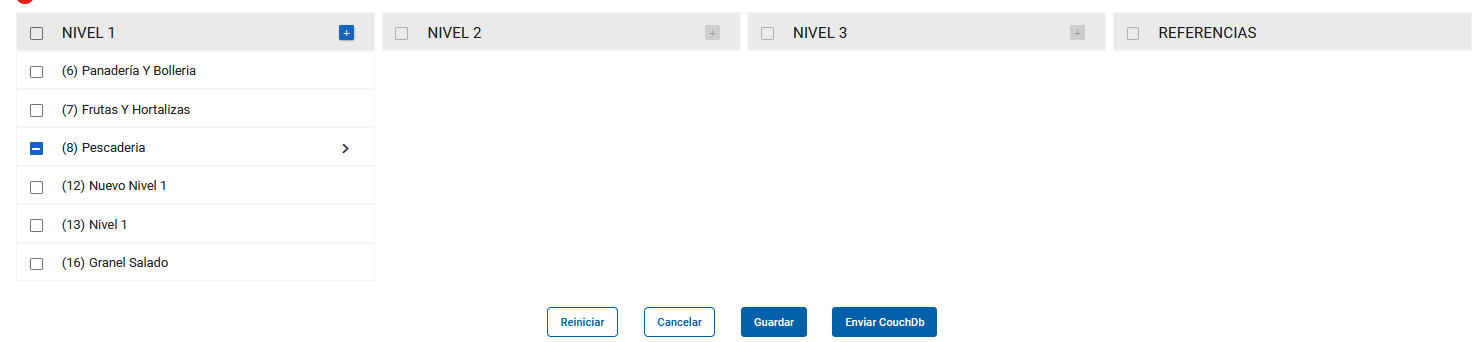 NIVEL 1
NIVEL 2
NIVEL 3
REFERENCIAS
(6) Panadería Y Bolleria
(7) Frutas Y Hortalizas
(8) Pescaderia
(12) Nuevo Nivel 1
(13) Nivel 1
(16) Granel Salado
Reiniciar
Cancelar
Guardar
Enviar CouchDb